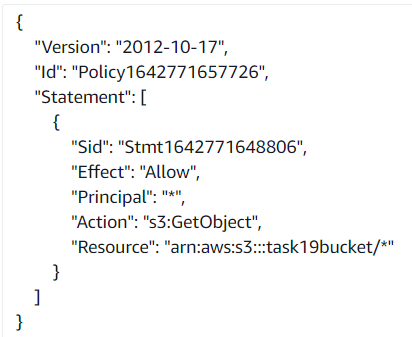 {
"Version": "2012-10-17",
"Id": "Policy1642771657726",
"Statement": [
{
"Sid": "Stmt1642771648806",
"Effect": "Allow",
"Principal": "*",
"Action": "s3:GetObject",
"Resource": "arn:aws:s3:::task19bucket/*"
}
]
}